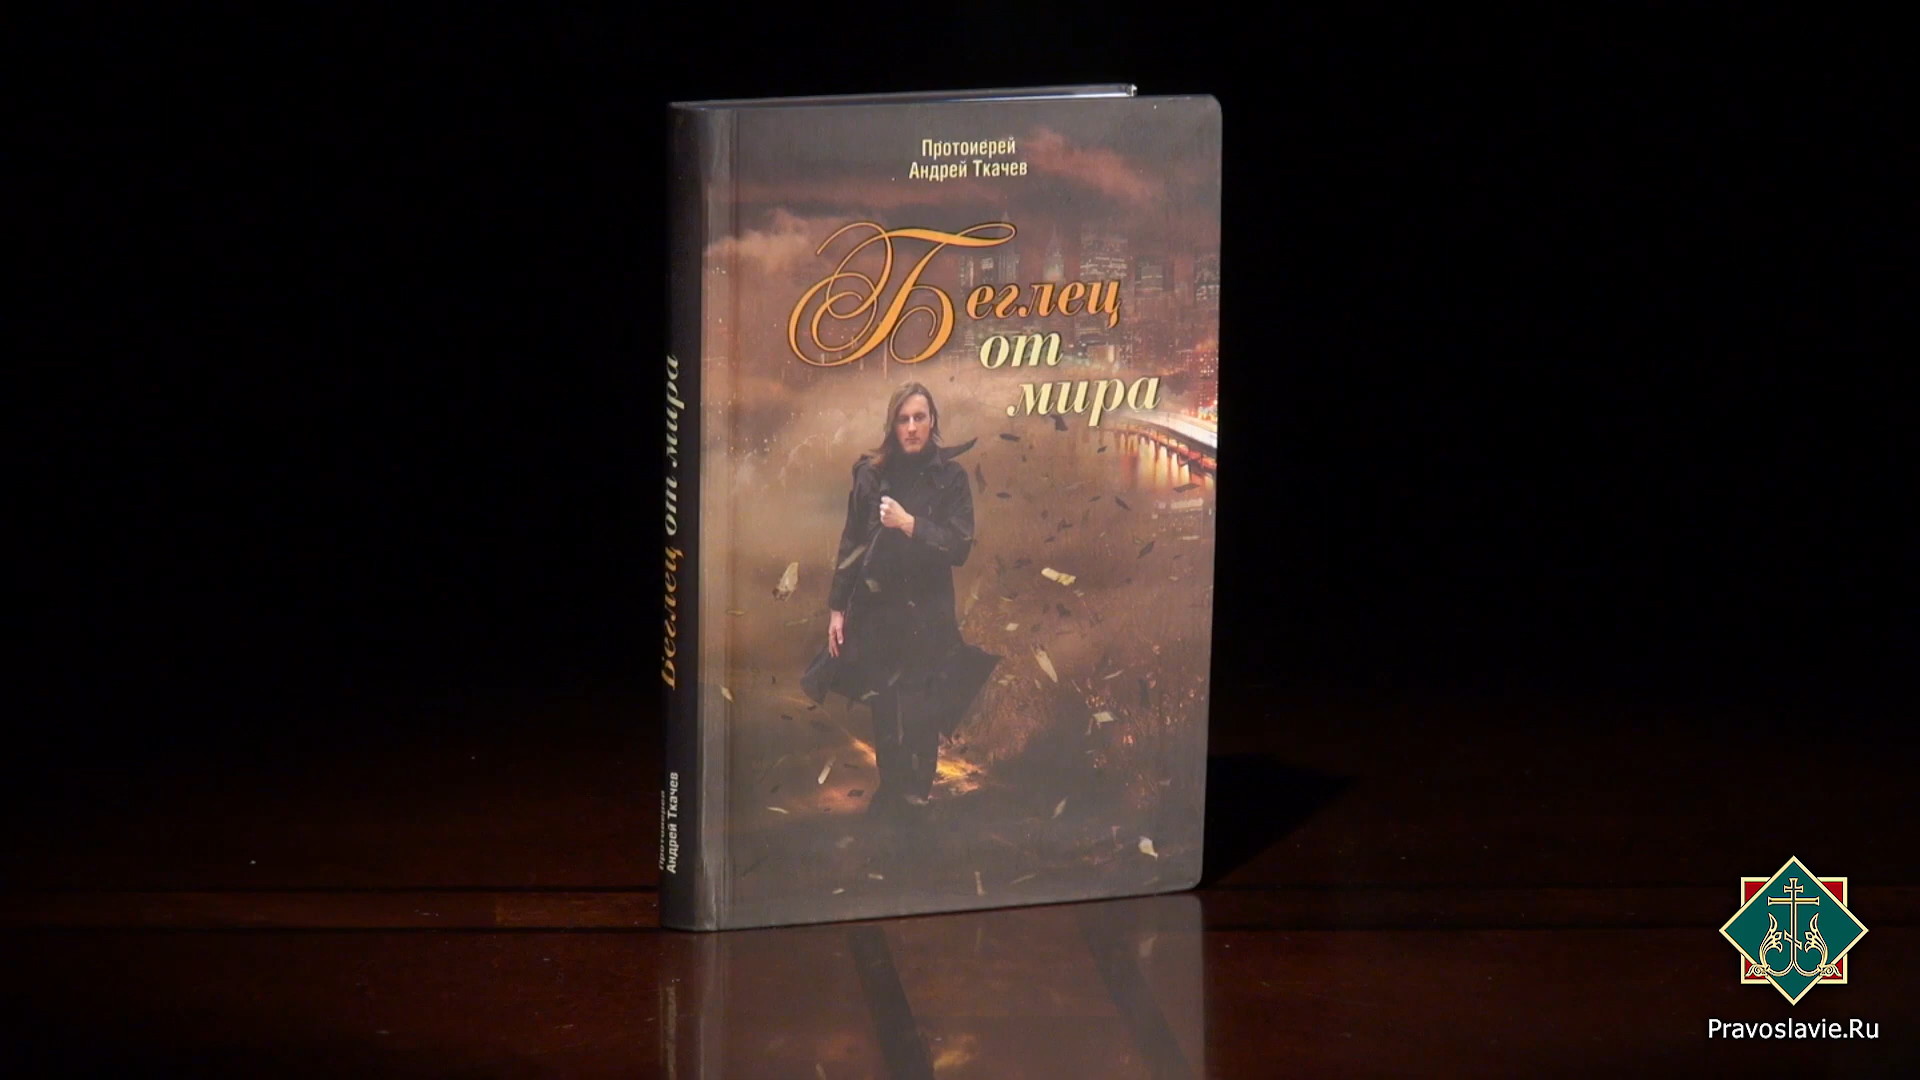 Протоиерей
Андрей Ткачев
Беглец
от
мира
Беглец от мира
Протоиерей
Андрей Ткачев
Pravoslavie.Ru